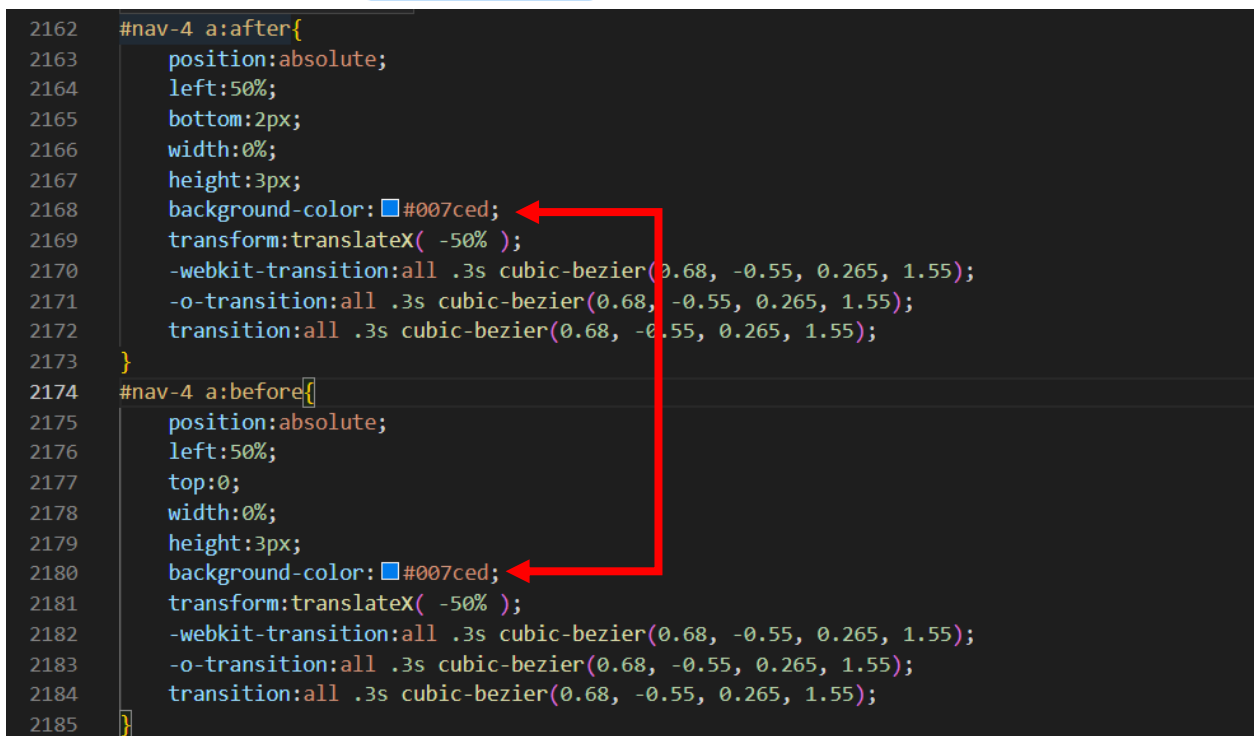 2162 #nav-4 a:after{
2163 position:absolute;
2164 left:50%;
2165 bottom:2px;
2166 width:0%;
2167 height:3px;
2168 background-color:#007ced;
2169 transform:translateX( -50% );
2170 -webkit-transition:all .3s cubic-bezier(0.68, -0.55, 0.265, 1.55);
2171 -o-transition:all .3s cubic-bezier(0.68, -0.55, 0.265, 1.55);
2172 transition:all .3s cubic-bezier(0.68, -0.55, 0.265, 1.55);
2173 }
2174 #nav-4 a:before{
2175 position:absolute;
2176 left:50%;
2177 top:0;
2178 width:0%;
2179 height:3px;
2180 background-color:#007ced;
2181 transform:translateX( -50% );
2182 -webkit-transition:all .3s cubic-bezier(0.68, -0.55, 0.265, 1.55);
2183 -o-transition:all .3s cubic-bezier(0.68, -0.55, 0.265, 1.55);
2184 transition:all .3s cubic-bezier(0.68, -0.55, 0.265, 1.55);
2185 }